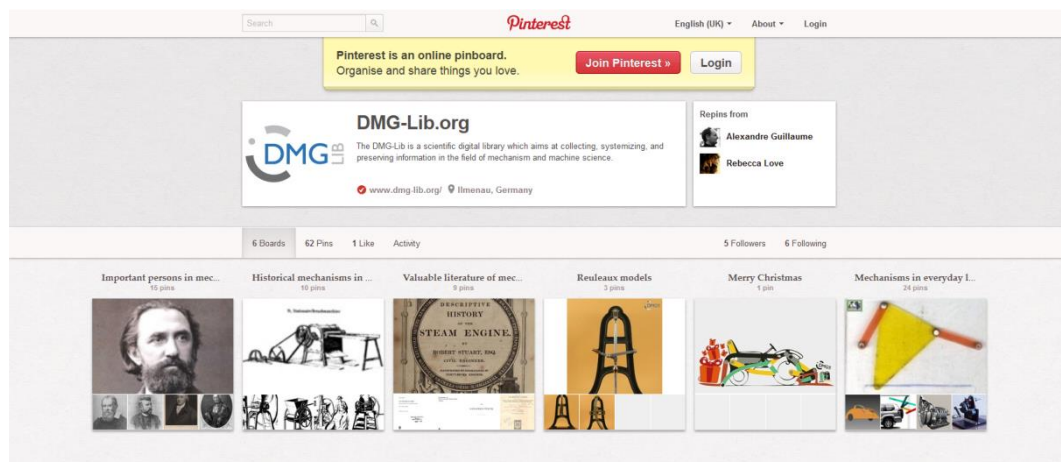 Search
Pinterest
English (UK)
About
Login
Pinterest is an online pinboard.
Organise and share things you love.
Join Pinterest »
Login
DMG LIB
DMG-Lib.org
The DMG-Lib is a scientific digital library which aims at collecting, systemizing, and
preserving information in the field of mechanism and machine science.
www.dmg-lib.org/ Ilmenau, Germany
Repins from
Alexandre Guillaume
Rebecca Love
6 Boards 62 Pins 1 Like Activity
5 Followers 6 Following
Important persons in mec...
15 pins
Historical mechanisms in ...
10 pins
Valuable literature of mec...
9 pins
DESCRIPTIVE
HISTORY
OF THE
STEAM ENGINE.
BY
ROBERT STUART, ESQ.
CIVIL ENGINEER.
Reuleaux models
3 pins
Merry Christmas
1 pin
Mechanisms in everyday l...
24 pins